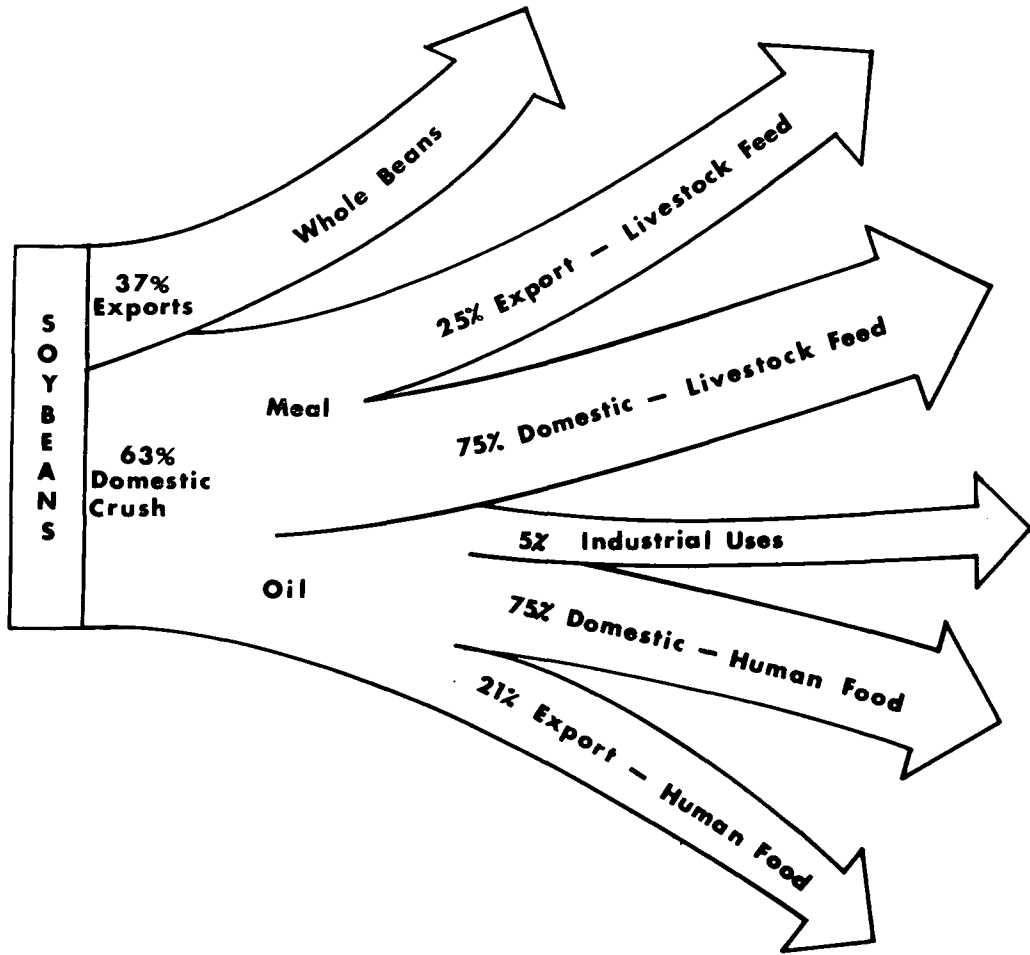 SOYBEANS
37%
Exports
Whole Beans
25% Export — Livestock Feed
Meal
75% Domestic — Livestock Feed
63%
Domestic
Crush
5% Industrial Uses
Oil
75% Domestic — Human Food
21% Export — Human Food